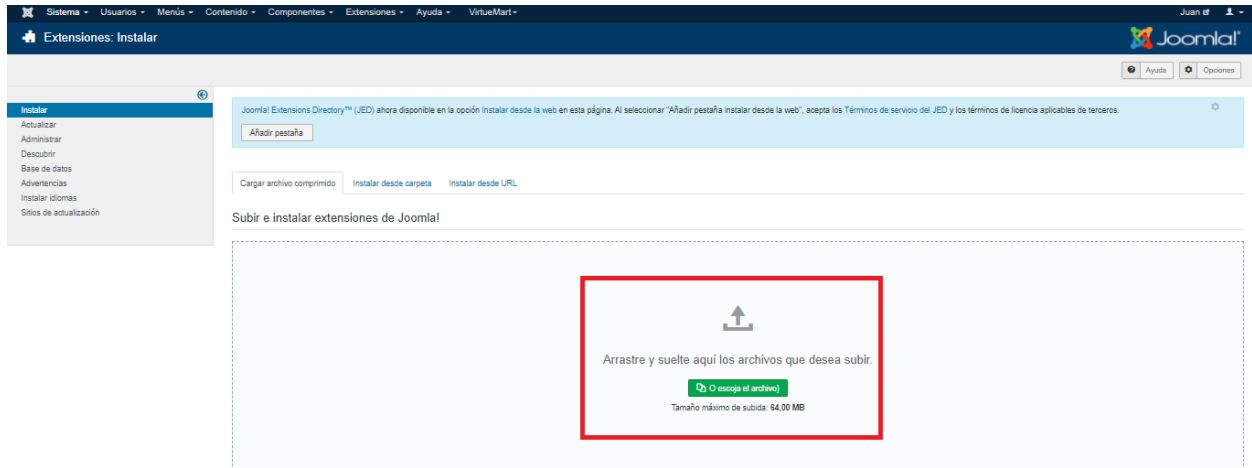 Sistema Usuarios Menús Contenido Componentes Extensiones Ayuda VirtueMart Juan
Extensiones: Instalar Joomla!
Ayuda Opciones
Instalar
Actualizar
Administrar
Descubrir
Base de datos
Advertencias
Instalar idiomas
Sitios de actualización
Joomla! Extensions Directory™ (JED) ahora disponible en la opción Instalar desde la web en esta página. Al seleccionar "Añadir pestaña instalar desde la web", acepta los Términos de servicio del JED y los términos de licencia aplicables de terceros.
Añadir pestaña
Cargar archivo comprimido Instalar desde carpeta Instalar desde URL
Subir e instalar extensiones de Joomla!
Arrastre y suelte aquí los archivos que desea subir.
O escoja el archivo)
Tamaño máximo de subida: 64,00 MB